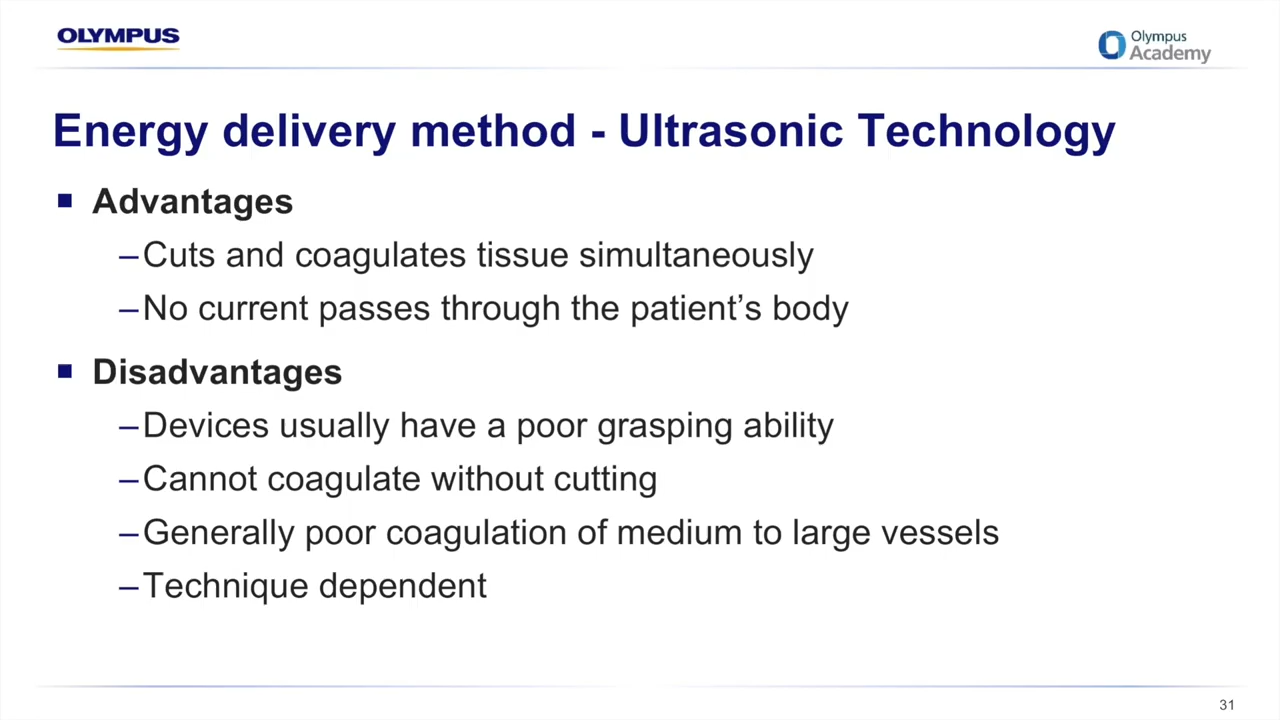 OLYMPUS
Olympus
Academy
Energy delivery method - Ultrasonic Technology
Advantages
–Cuts and coagulates tissue simultaneously
–No current passes through the patient’s body
Disadvantages
–Devices usually have a poor grasping ability
–Cannot coagulate without cutting
–Generally poor coagulation of medium to large vessels
–Technique dependent
31